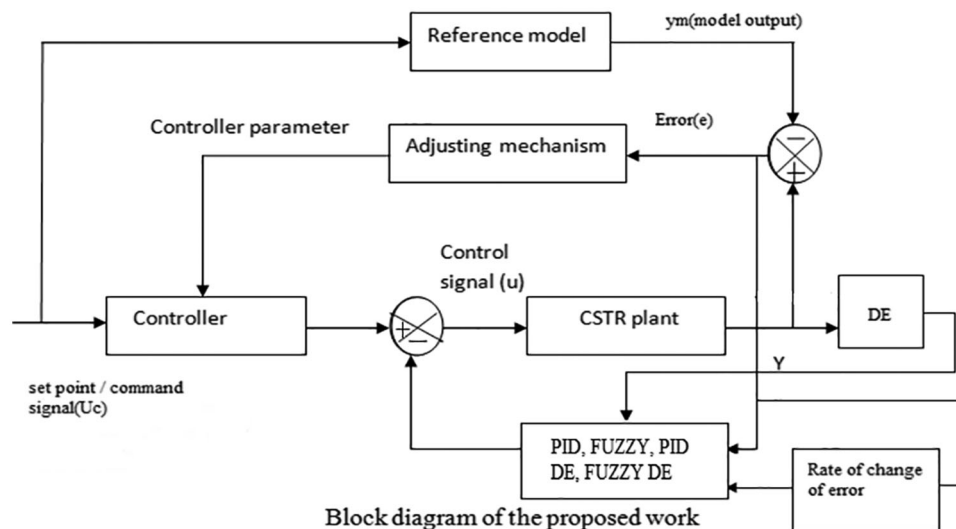 Reference model
ym(model output)
Controller parameter
Error(e)
Adjusting mechanism
−
+
Control
signal (u)
Controller
+
−
CSTR plant
DE
Y
set point / command
signal(Uc)
PID, FUZZY, PID
DE, FUZZY DE
Rate of change
of error
Block diagram of the proposed work